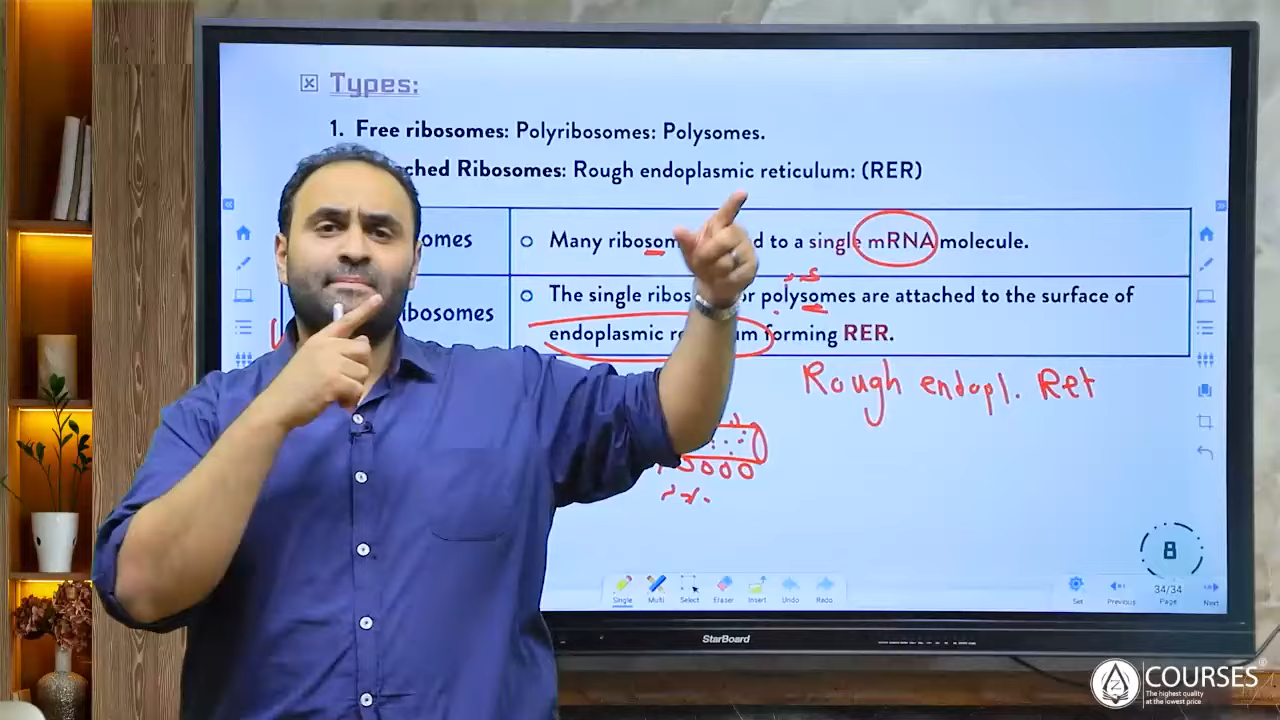 Types:
1. Free ribosomes: Polyribosomes: Polysomes.
ched Ribosomes: Rough endoplasmic reticulum: (RER)
omes
Many ribosom d to a single mRNA molecule.
ibosomes
The single ribos or polysomes are attached to the surface of
endoplasmic re um forming RER.
Rough endopl. Ret
8
Single Multi Select Eraser Insert Undo Redo
Set Previous 34/34 Page Next
StarBoard
COURSES®
The highest quality
at the lowest price